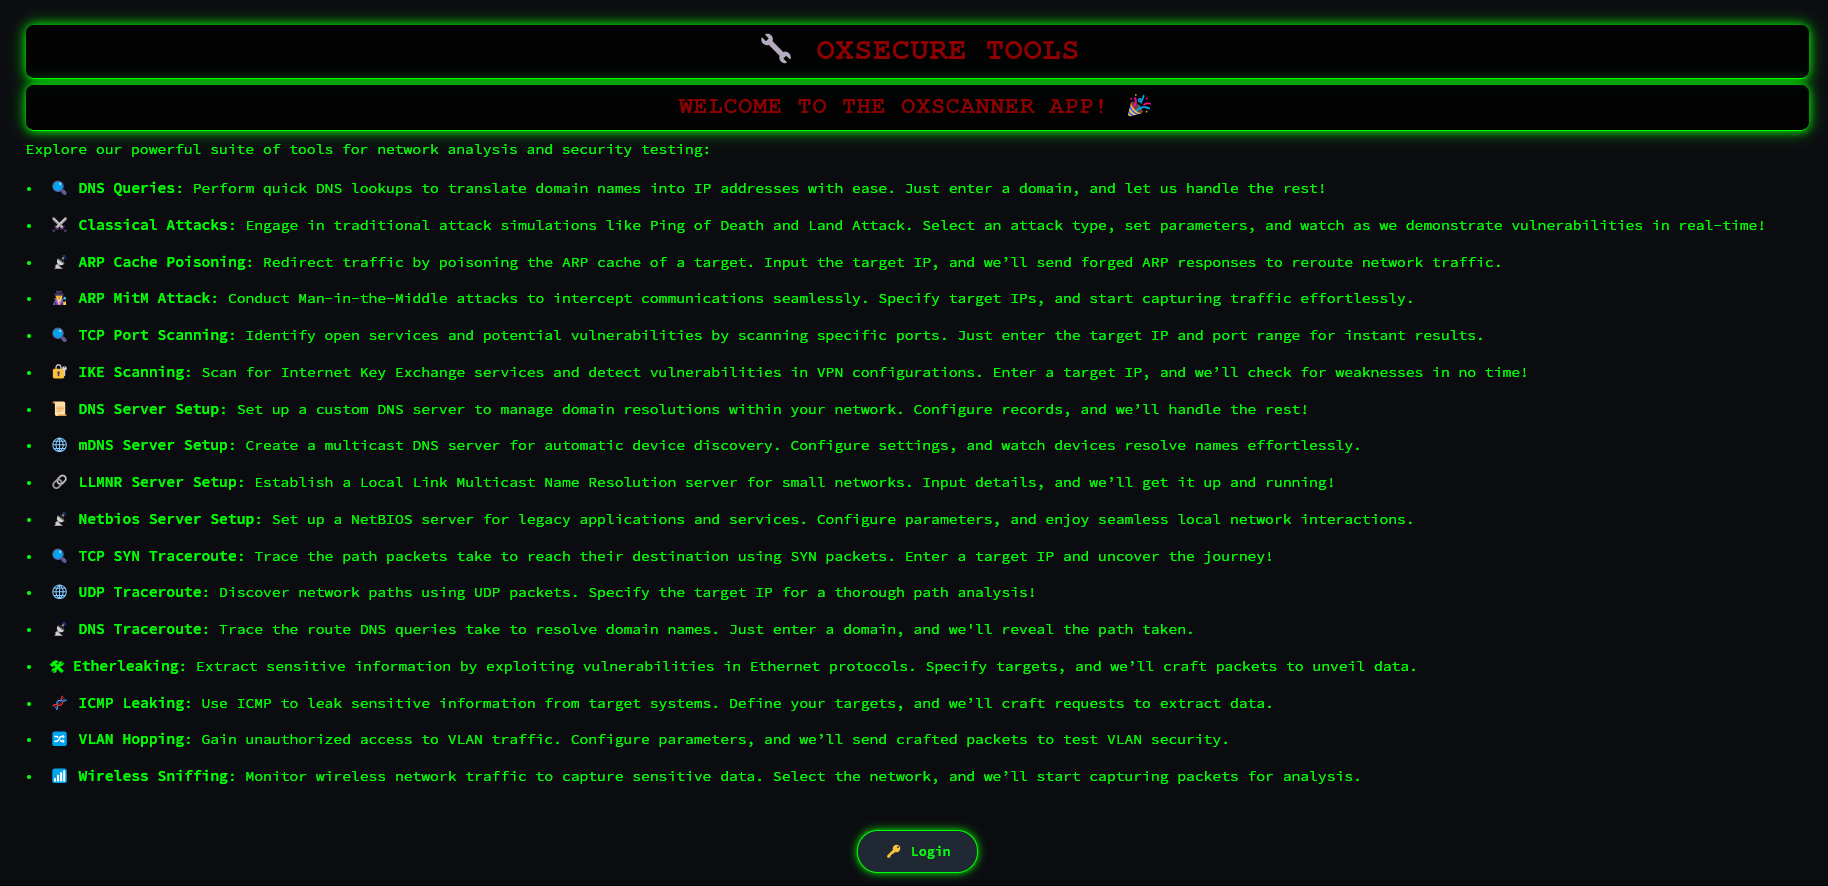 🔧 OXSECURE TOOLS
WELCOME TO THE OXSCANNER APP! 🎉
Explore our powerful suite of tools for network analysis and security testing:
• 🔍 DNS Queries: Perform quick DNS lookups to translate domain names into IP addresses with ease. Just enter a domain, and let us handle the rest!
• ⚔️ Classical Attacks: Engage in traditional attack simulations like Ping of Death and Land Attack. Select an attack type, set parameters, and watch as we demonstrate vulnerabilities in real-time!
• 📡 ARP Cache Poisoning: Redirect traffic by poisoning the ARP cache of a target. Input the target IP, and we’ll send forged ARP responses to reroute network traffic.
• 🕵️‍♂️ ARP MitM Attack: Conduct Man-in-the-Middle attacks to intercept communications seamlessly. Specify target IPs, and start capturing traffic effortlessly.
• 🔍 TCP Port Scanning: Identify open services and potential vulnerabilities by scanning specific ports. Just enter the target IP and port range for instant results.
• 🔐 IKE Scanning: Scan for Internet Key Exchange services and detect vulnerabilities in VPN configurations. Enter a target IP, and we’ll check for weaknesses in no time!
• 📜 DNS Server Setup: Set up a custom DNS server to manage domain resolutions within your network. Configure records, and we’ll handle the rest!
• 🌐 mDNS Server Setup: Create a multicast DNS server for automatic device discovery. Configure settings, and watch devices resolve names effortlessly.
• 🔗 LLMNR Server Setup: Establish a Local Link Multicast Name Resolution server for small networks. Input details, and we’ll get it up and running!
• 📡 Netbios Server Setup: Set up a NetBIOS server for legacy applications and services. Configure parameters, and enjoy seamless local network interactions.
• 🔍 TCP SYN Traceroute: Trace the path packets take to reach their destination using SYN packets. Enter a target IP and uncover the journey!
• 🌐 UDP Traceroute: Discover network paths using UDP packets. Specify the target IP for a thorough path analysis!
• 📡 DNS Traceroute: Trace the route DNS queries take to resolve domain names. Just enter a domain, and we'll reveal the path taken.
• 🛠 Etherleaking: Extract sensitive information by exploiting vulnerabilities in Ethernet protocols. Specify targets, and we’ll craft packets to unveil data.
• 🧬 ICMP Leaking: Use ICMP to leak sensitive information from target systems. Define your targets, and we’ll craft requests to extract data.
• 🔀 VLAN Hopping: Gain unauthorized access to VLAN traffic. Configure parameters, and we’ll send crafted packets to test VLAN security.
• 📶 Wireless Sniffing: Monitor wireless network traffic to capture sensitive data. Select the network, and we’ll start capturing packets for analysis.
🔑 Login